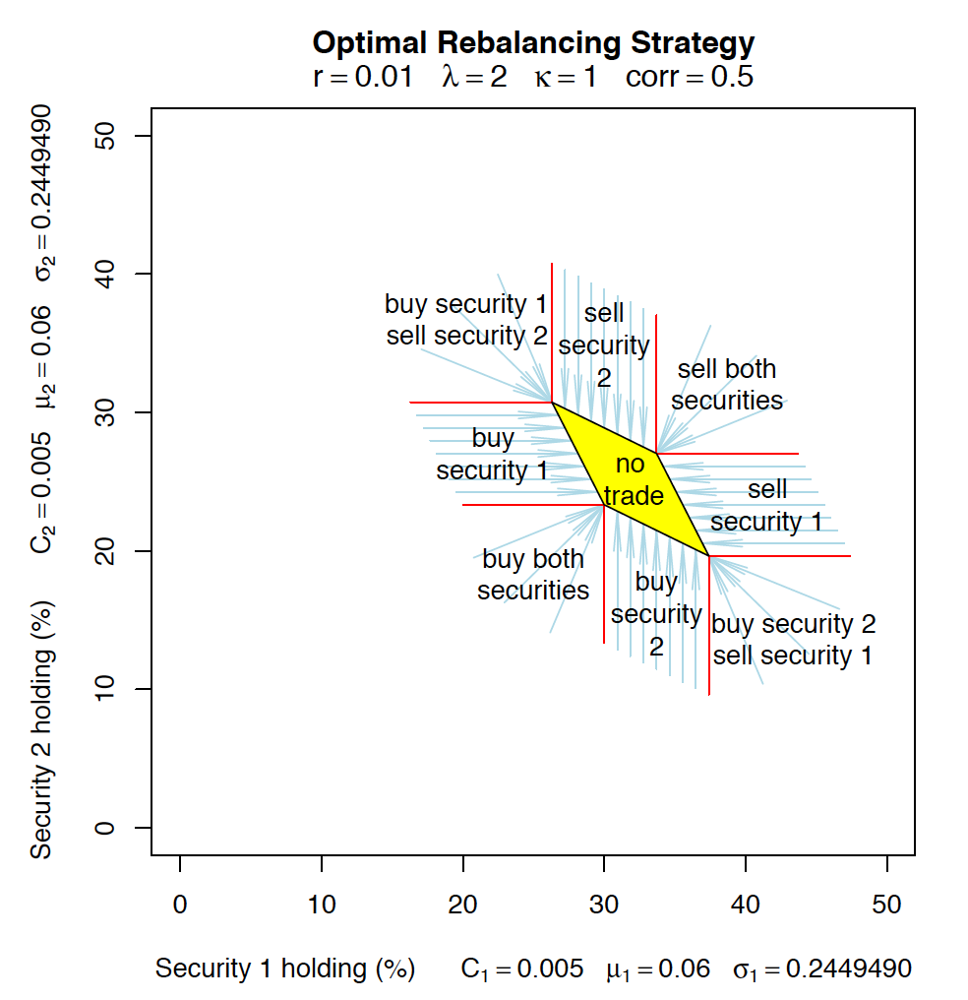 Optimal Rebalancing Strategy
r = 0.01 λ = 2 κ = 1 corr = 0.5
Security 2 holding (%) C₂ = 0.005 μ₂ = 0.06 σ₂ = 0.2449490
50
40
30
20
10
0
buy security 1
sell security 2
sell
security
2
sell both
securities
buy
security 1
no
trade
sell
security 1
buy both
securities
buy
security
2
buy security 2
sell security 1
0 10 20 30 40 50
Security 1 holding (%) C₁ = 0.005 μ₁ = 0.06 σ₁ = 0.2449490